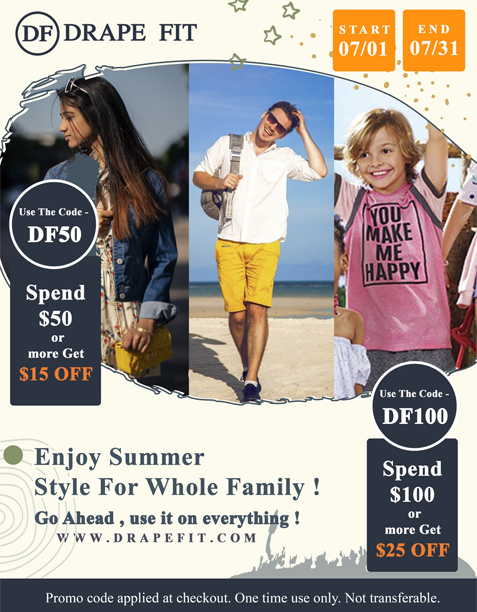 DF DRAPE FIT
START
07/01
END
07/31
YOU
MAKE
ME
HAPPY
Use The Code -
DF50
Spend
$50
or
more Get
$15 OFF
Use The Code -
DF100
Spend
$100
or
more Get
$25 OFF
Enjoy Summer
Style For Whole Family !
Go Ahead , use it on everything !
WWW.DRAPEFIT.COM
Promo code applied at checkout. One time use only. Not transferable.